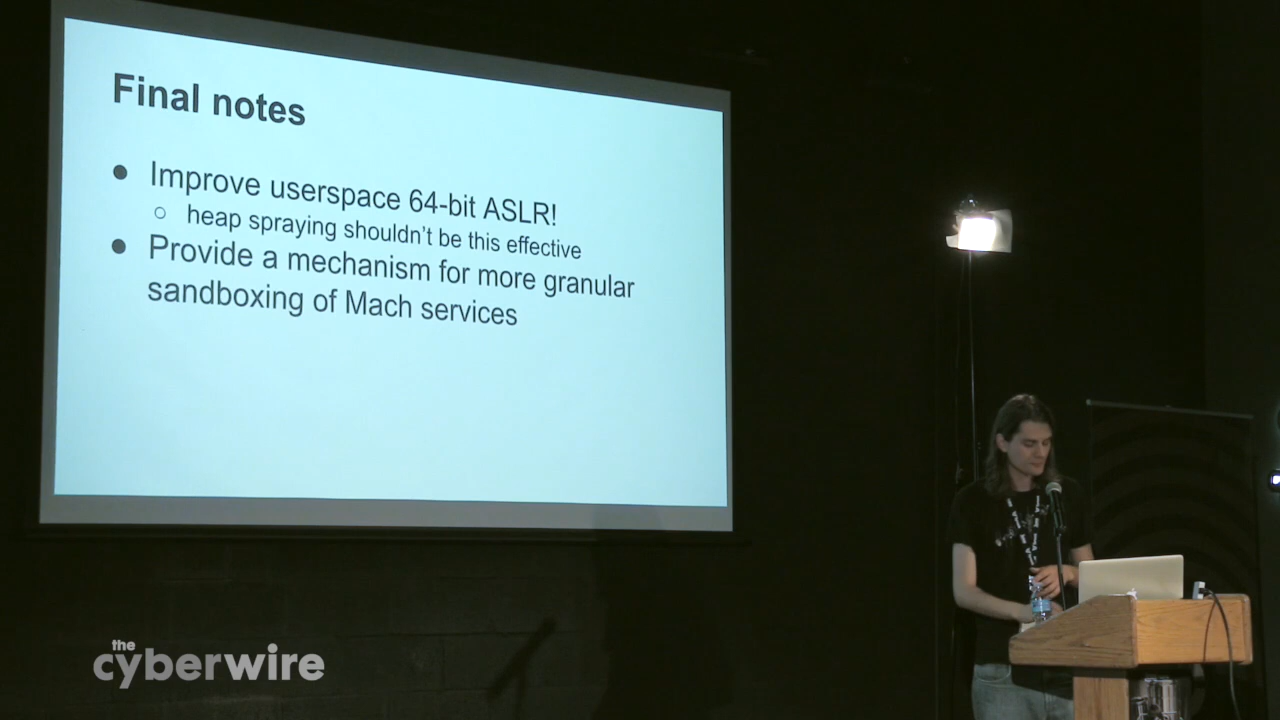 Final notes
● Improve userspace 64-bit ASLR!
○ heap spraying shouldn't be this effective
● Provide a mechanism for more granular
sandboxing of Mach services
the
cyberwire